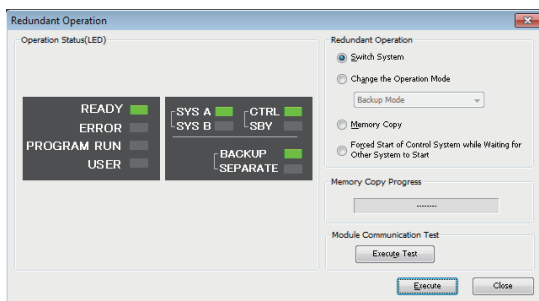 Redundant Operation
Operation Status(LED)
READY
ERROR
PROGRAM RUN
USER
SYS A
SYS B
CTRL
SBY
BACKUP
SEPARATE
Redundant Operation
Switch System
Change the Operation Mode
Backup Mode
Memory Copy
Forced Start of Control System while Waiting for
Other System to Start
Memory Copy Progress
--------
Module Communication Test
Execute Test
Execute
Close